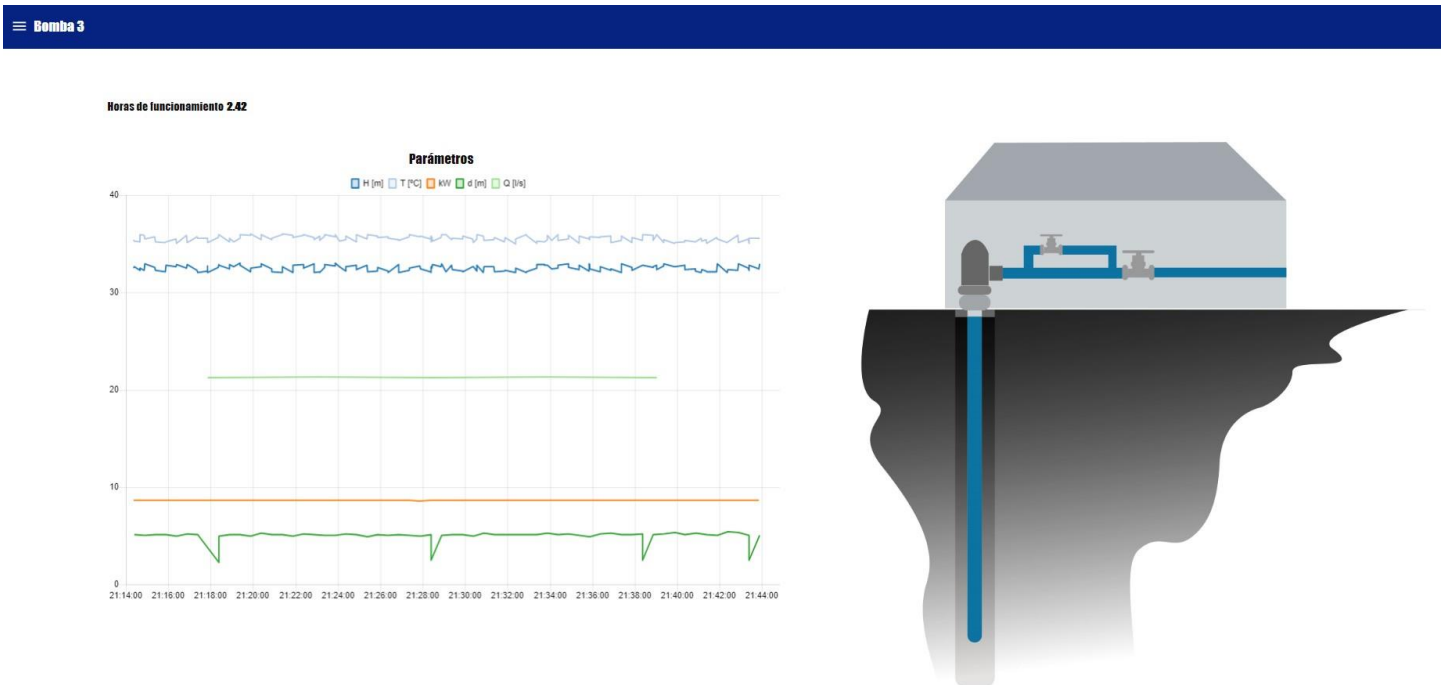 Bomba 3
Horas de funcionamiento 2.42
Parámetros
H [m] T [ºC] kW d [m] Q [l/s]
40
30
20
10
0
21:14:00 21:16:00 21:18:00 21:20:00 21:22:00 21:24:00 21:26:00 21:28:00 21:30:00 21:32:00 21:34:00 21:36:00 21:38:00 21:40:00 21:42:00 21:44:00